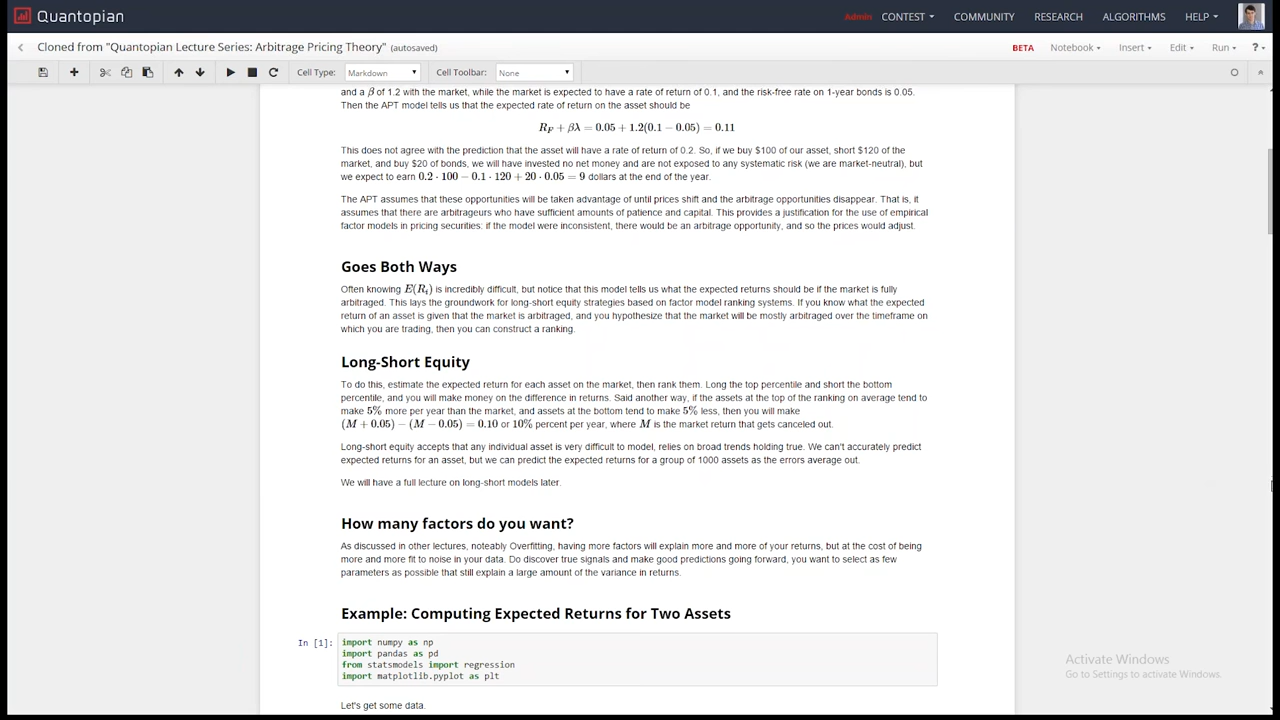 Quantopian
Admin CONTEST COMMUNITY RESEARCH ALGORITHMS HELP
Cloned from "Quantopian Lecture Series: Arbitrage Pricing Theory" (autosaved)
BETA Notebook Insert Edit Run ?
Cell Type: Markdown Cell Toolbar: None
and a β of 1.2 with the market, while the market is expected to have a rate of return of 0.1, and the risk-free rate on 1-year bonds is 0.05.
Then the APT model tells us that the expected rate of return on the asset should be
R_F + βλ = 0.05 + 1.2(0.1 − 0.05) = 0.11
This does not agree with the prediction that the asset will have a rate of return of 0.2. So, if we buy $100 of our asset, short $120 of the
market, and buy $20 of bonds, we will have invested no net money and are not exposed to any systematic risk (we are market-neutral), but
we expect to earn 0.2 · 100 − 0.1 · 120 + 20 · 0.05 = 9 dollars at the end of the year.
The APT assumes that these opportunities will be taken advantage of until prices shift and the arbitrage opportunities disappear. That is, it
assumes that there are arbitrageurs who have sufficient amounts of patience and capital. This provides a justification for the use of empirical
factor models in pricing securities: if the model were inconsistent, there would be an arbitrage opportunity, and so the prices would adjust.
Goes Both Ways
Often knowing E(R_i) is incredibly difficult, but notice that this model tells us what the expected returns should be if the market is fully
arbitraged. This lays the groundwork for long-short equity strategies based on factor model ranking systems. If you know what the expected
return of an asset is given that the market is arbitraged, and you hypothesize that the market will be mostly arbitraged over the timeframe on
which you are trading, then you can construct a ranking.
Long-Short Equity
To do this, estimate the expected return for each asset on the market, then rank them. Long the top percentile and short the bottom
percentile, and you will make money on the difference in returns. Said another way, if the assets at the top of the ranking on average tend to
make 5% more per year than the market, and assets at the bottom tend to make 5% less, then you will make
(M + 0.05) − (M − 0.05) = 0.10 or 10% percent per year, where M is the market return that gets canceled out.
Long-short equity accepts that any individual asset is very difficult to model, relies on broad trends holding true. We can't accurately predict
expected returns for an asset, but we can predict the expected returns for a group of 1000 assets as the errors average out.
We will have a full lecture on long-short models later.
How many factors do you want?
As discussed in other lectures, noteably Overfitting, having more factors will explain more and more of your returns, but at the cost of being
more and more fit to noise in your data. Do discover true signals and make good predictions going forward, you want to select as few
parameters as possible that still explain a large amount of the variance in returns.
Example: Computing Expected Returns for Two Assets
In [1]: import numpy as np
import pandas as pd
from statsmodels import regression
import matplotlib.pyplot as plt
Let's get some data.
Activate Windows
Go to Settings to activate Windows.